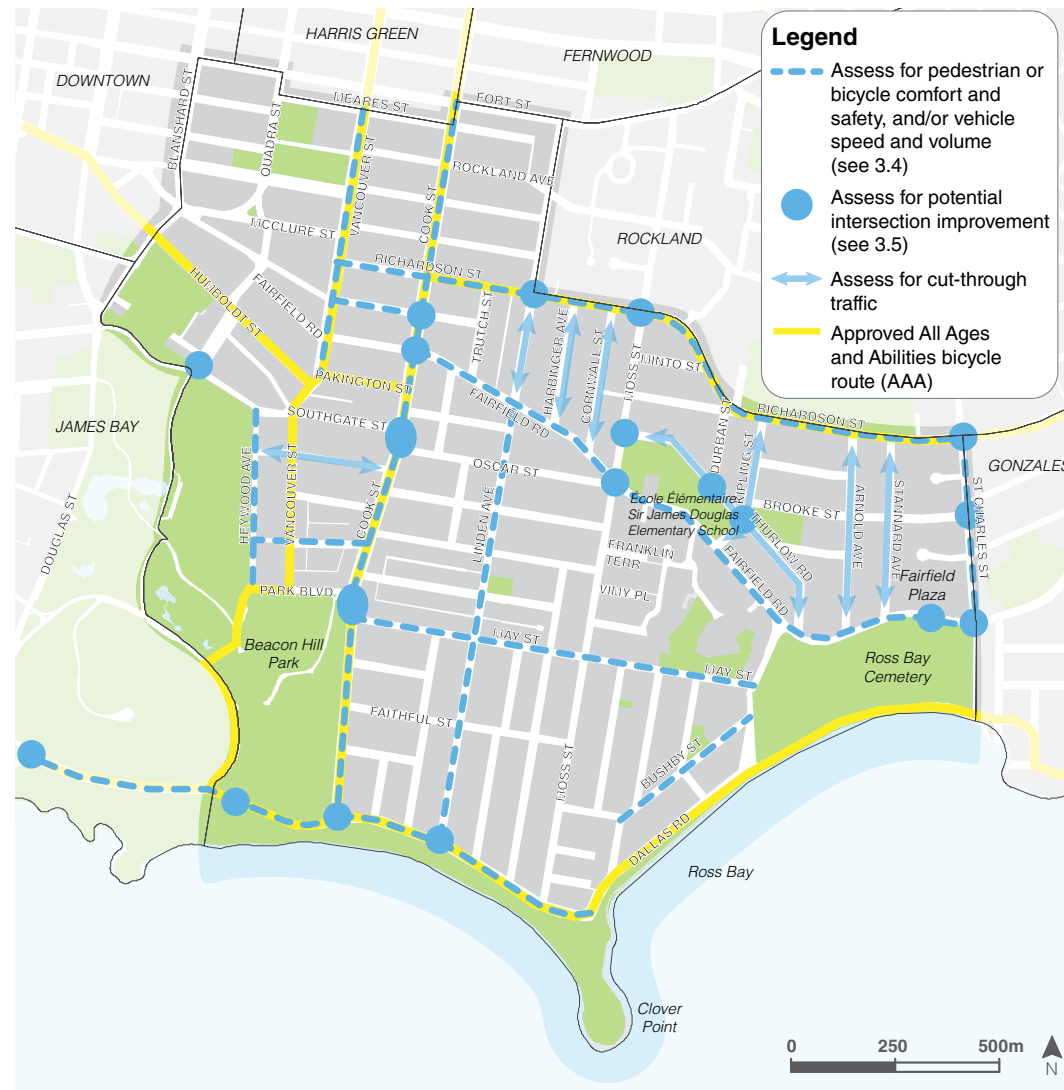 HARRIS GREEN
FERNWOOD
DOWNTOWN
Legend
Assess for pedestrian or
bicycle comfort and
safety, and/or vehicle
speed and volume
(see 3.4)
Assess for potential
intersection improvement
(see 3.5)
Assess for cut-through
traffic
Approved All Ages
and Abilities bicycle
route (AAA)
BLANSHARD ST
QUADRA ST
MEARES ST
FORT ST
VANCOUVER ST
COOK ST
ROCKLAND AVE
MCCLURE ST
ROCKLAND
RICHARDSON ST
HUMBOLDT ST
FAIRFIELD RD
TRUTCH ST
HARBINGER AVE
CORNWALL ST
MOSS ST
MINTO ST
PAKINGTON ST
FAIRFIELD RD
SOUTHGATE ST
RICHARDSON ST
JAMES BAY
DURBAN ST
KIPLING ST
GONZALES
HEYWOOD AVE
VANCOUVER ST
COOK ST
OSCAR ST
LINDEN AVE
École Élémentaire
Sir James Douglas
Elementary School
BROOKE ST
ARNOLD AVE
STANNARD AVE
ST CHARLES ST
DOUGLAS ST
FRANKLIN
TERR
THURLOW RD
FAIRFIELD RD
VIMY PL
Fairfield
Plaza
PARK BLVD
Beacon Hill
Park
MAY ST
MAY ST
Ross Bay
Cemetery
FAITHFUL ST
MOSS ST
BUSHBY ST
DALLAS RD
Ross Bay
Clover
Point
0 250 500m
N